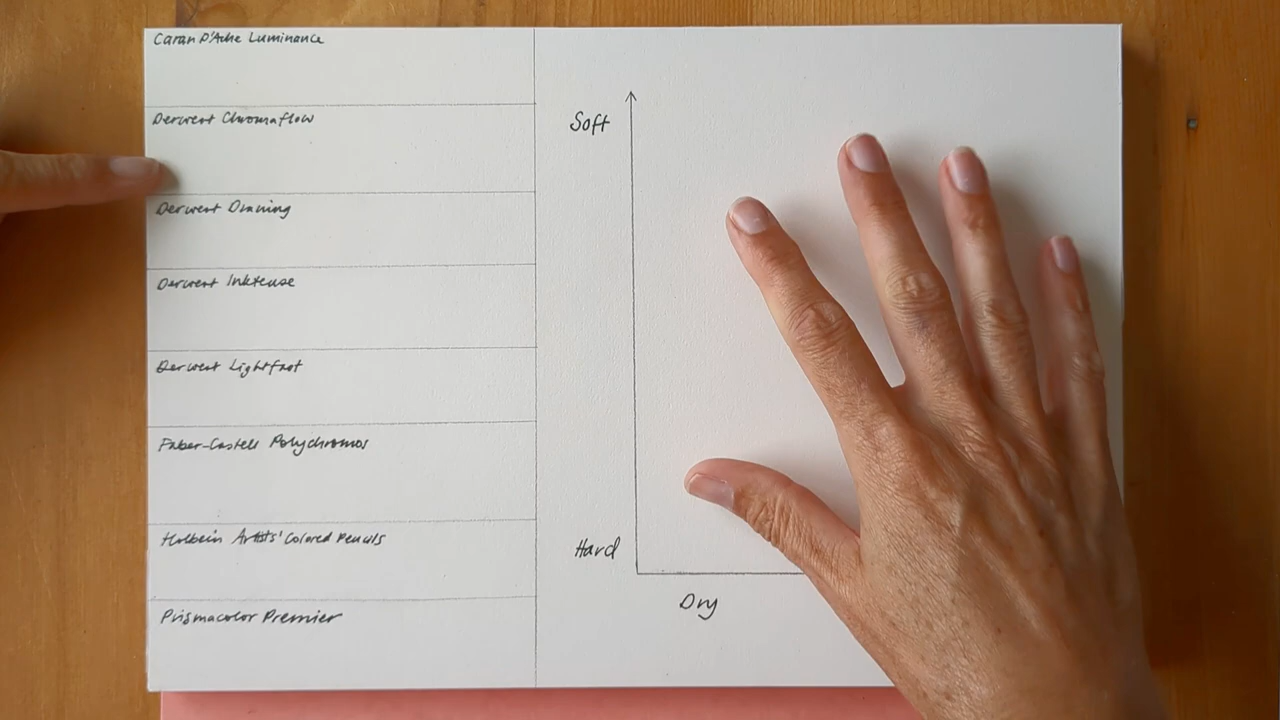 Caran D'Ache Luminance
Derwent Chromaflow
Derwent Drawing
Derwent Inktense
Derwent Lightfast
Faber-Castell Polychromos
Holbein Artists' Colored Pencils
Prismacolor Premier
Soft
Hard
Dry